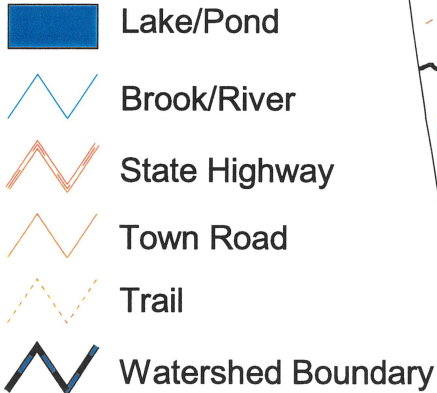 Lake/Pond
Brook/River
State Highway
Town Road
Trail
Watershed Boundary